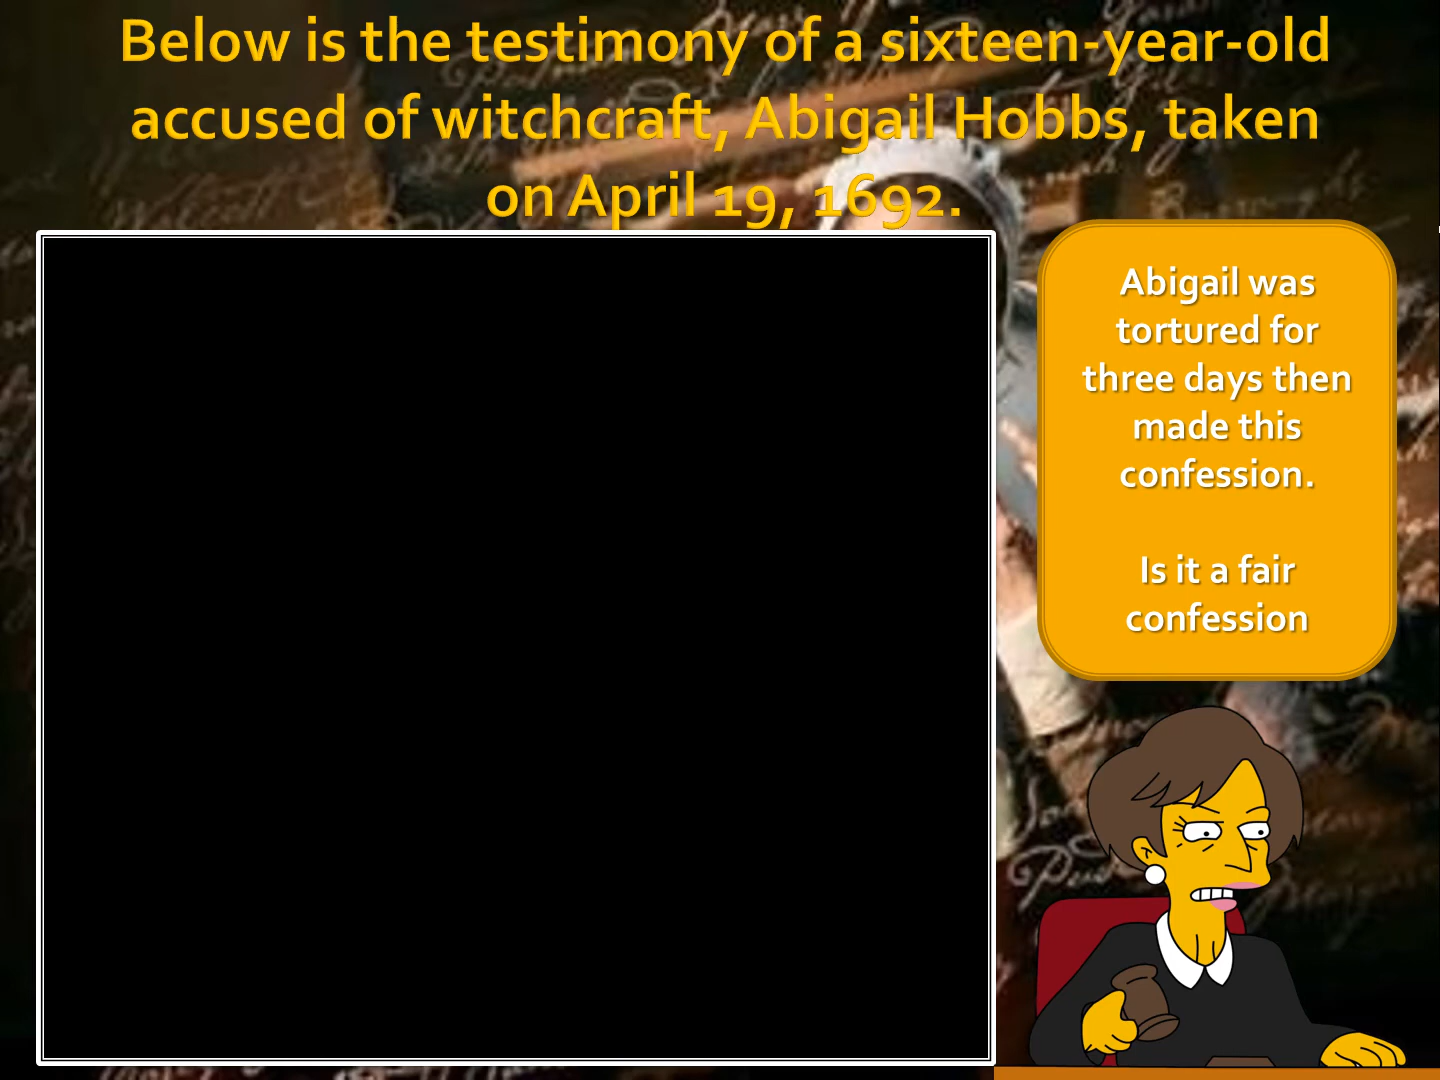 Below is the testimony of a sixteen-year-old
accused of witchcraft, Abigail Hobbs, taken
on April 19, 1692.
Abigail was
tortured for
three days then
made this
confession.
Is it a fair
confession